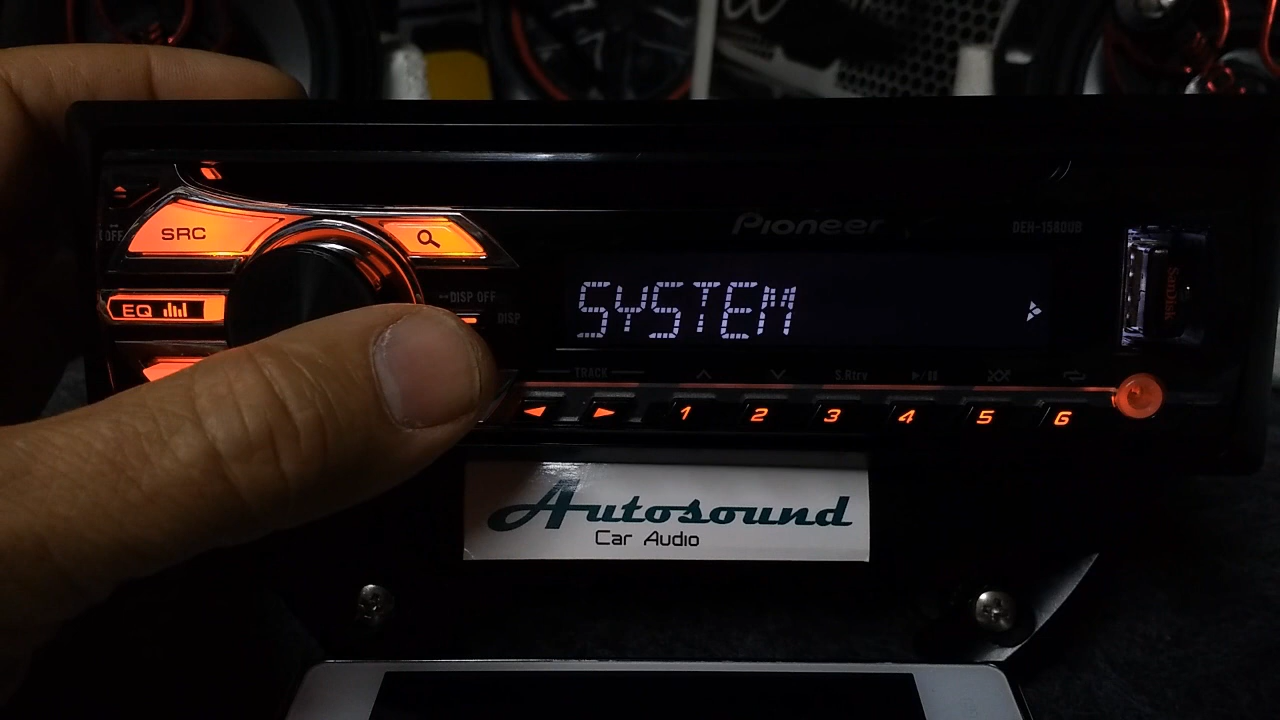 Pioneer
DEH-1580UB
OFF
SRC
DISP OFF
EQ
DISP
SYSTEM
SanDisk
TRACK
S.Rtrv
1 2 3 4 5 6
Autosound
Car Audio